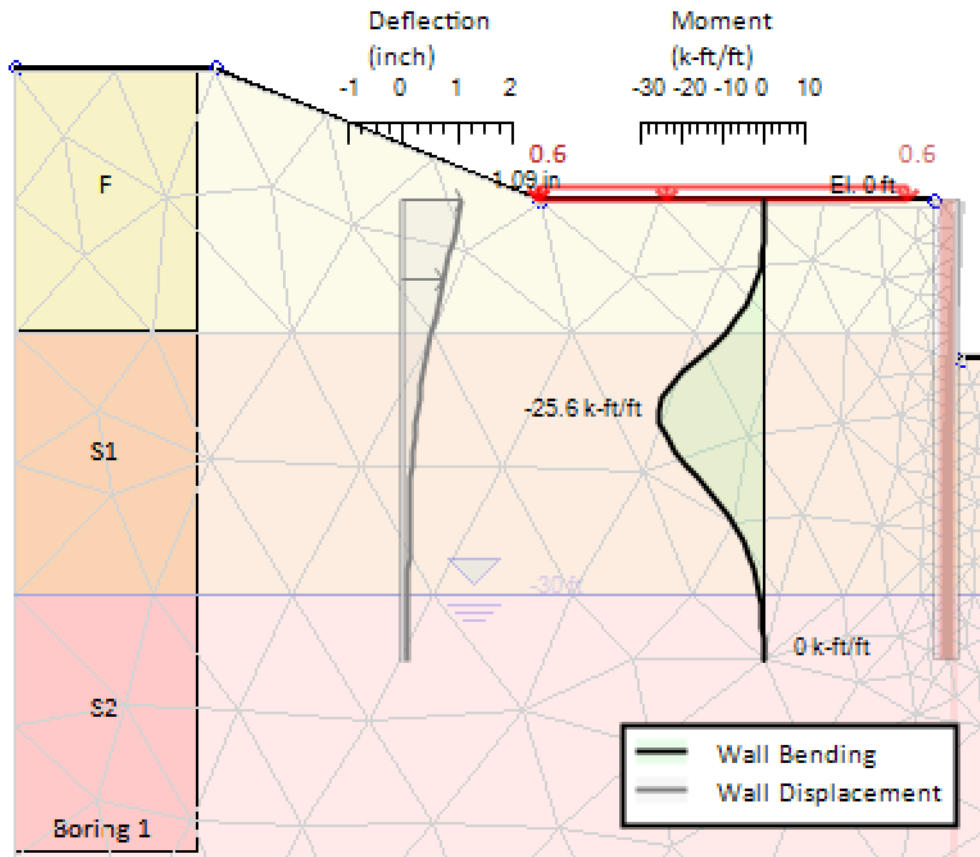 Deflection
(inch)
-1 0 1 2
Moment
(k-ft/ft)
-30 -20 -10 0 10
0.6
0.6
1.09 in
El. 0 ft
F
-25.6 k-ft/ft
S1
-30 ft
0 k-ft/ft
S2
Wall Bending
Wall Displacement
Boring 1